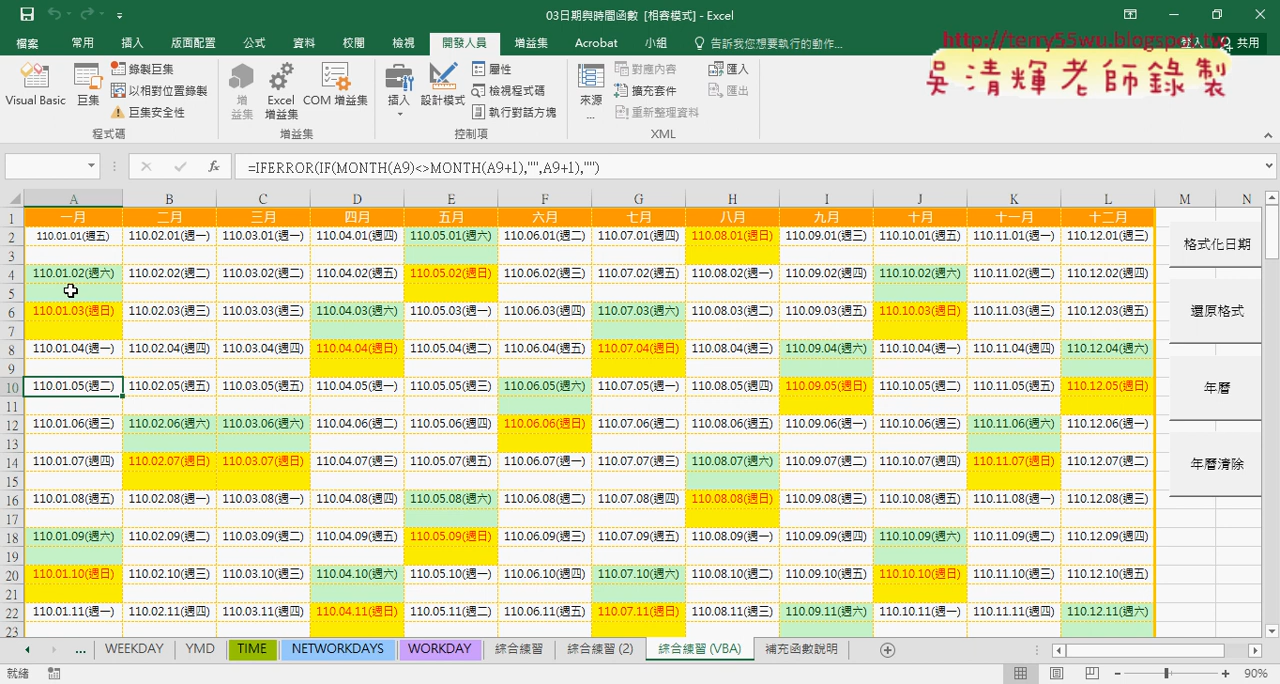 03日期與時間函數 [相容模式] - Excel
檔案 常用 插入 版面配置 公式 資料 校閱 檢視 開發人員 增益集 Acrobat 小組 告訴我您想要執行的動作... 登入 共用
http://terry55wu.blogspot.tw
吳清輝老師錄製
Visual Basic 巨集 錄製巨集 以相對位置錄製 巨集安全性 程式碼
增益集 Excel 增益集 COM 增益集 增益集
插入 設計模式 屬性 檢視程式碼 執行對話方塊 控制項
來源... 對應內容 擴充套件 重新整理資料 匯入 匯出 XML
=IFERROR(IF(MONTH(A9)<>MONTH(A9+1),"",A9+1),"")
A B C D E F G H I J K L M N
1 一月 二月 三月 四月 五月 六月 七月 八月 九月 十月 十一月 十二月
2 110.01.01(週五) 110.02.01(週一) 110.03.01(週一) 110.04.01(週四) 110.05.01(週六) 110.06.01(週二) 110.07.01(週四) 110.08.01(週日) 110.09.01(週三) 110.10.01(週五) 110.11.01(週一) 110.12.01(週三)
格式化日期
3
4 110.01.02(週六) 110.02.02(週二) 110.03.02(週二) 110.04.02(週五) 110.05.02(週日) 110.06.02(週三) 110.07.02(週五) 110.08.02(週一) 110.09.02(週四) 110.10.02(週六) 110.11.02(週二) 110.12.02(週四)
5
6 110.01.03(週日) 110.02.03(週三) 110.03.03(週三) 110.04.03(週六) 110.05.03(週一) 110.06.03(週四) 110.07.03(週六) 110.08.03(週二) 110.09.03(週五) 110.10.03(週日) 110.11.03(週三) 110.12.03(週五)
還原格式
7
8 110.01.04(週一) 110.02.04(週四) 110.03.04(週四) 110.04.04(週日) 110.05.04(週二) 110.06.04(週五) 110.07.04(週日) 110.08.04(週三) 110.09.04(週六) 110.10.04(週一) 110.11.04(週四) 110.12.04(週六)
9
10 110.01.05(週二) 110.02.05(週五) 110.03.05(週五) 110.04.05(週一) 110.05.05(週三) 110.06.05(週六) 110.07.05(週一) 110.08.05(週四) 110.09.05(週日) 110.10.05(週二) 110.11.05(週五) 110.12.05(週日)
年曆
11
12 110.01.06(週三) 110.02.06(週六) 110.03.06(週六) 110.04.06(週二) 110.05.06(週四) 110.06.06(週日) 110.07.06(週二) 110.08.06(週五) 110.09.06(週一) 110.10.06(週三) 110.11.06(週六) 110.12.06(週一)
13
14 110.01.07(週四) 110.02.07(週日) 110.03.07(週日) 110.04.07(週三) 110.05.07(週五) 110.06.07(週一) 110.07.07(週三) 110.08.07(週六) 110.09.07(週二) 110.10.07(週四) 110.11.07(週日) 110.12.07(週二)
年曆清除
15
16 110.01.08(週五) 110.02.08(週一) 110.03.08(週一) 110.04.08(週四) 110.05.08(週六) 110.06.08(週二) 110.07.08(週四) 110.08.08(週日) 110.09.08(週三) 110.10.08(週五) 110.11.08(週一) 110.12.08(週三)
17
18 110.01.09(週六) 110.02.09(週二) 110.03.09(週二) 110.04.09(週五) 110.05.09(週日) 110.06.09(週三) 110.07.09(週五) 110.08.09(週一) 110.09.09(週四) 110.10.09(週六) 110.11.09(週二) 110.12.09(週四)
19
20 110.01.10(週日) 110.02.10(週三) 110.03.10(週三) 110.04.10(週六) 110.05.10(週一) 110.06.10(週四) 110.07.10(週六) 110.08.10(週二) 110.09.10(週五) 110.10.10(週日) 110.11.10(週三) 110.12.10(週五)
21
22 110.01.11(週一) 110.02.11(週四) 110.03.11(週四) 110.04.11(週日) 110.05.11(週二) 110.06.11(週五) 110.07.11(週日) 110.08.11(週三) 110.09.11(週六) 110.10.11(週一) 110.11.11(週四) 110.12.11(週六)
23
... WEEKDAY YMD TIME NETWORKDAYS WORKDAY 綜合練習 綜合練習 (2) 綜合練習 (VBA) 補充函數說明
就緒 90%